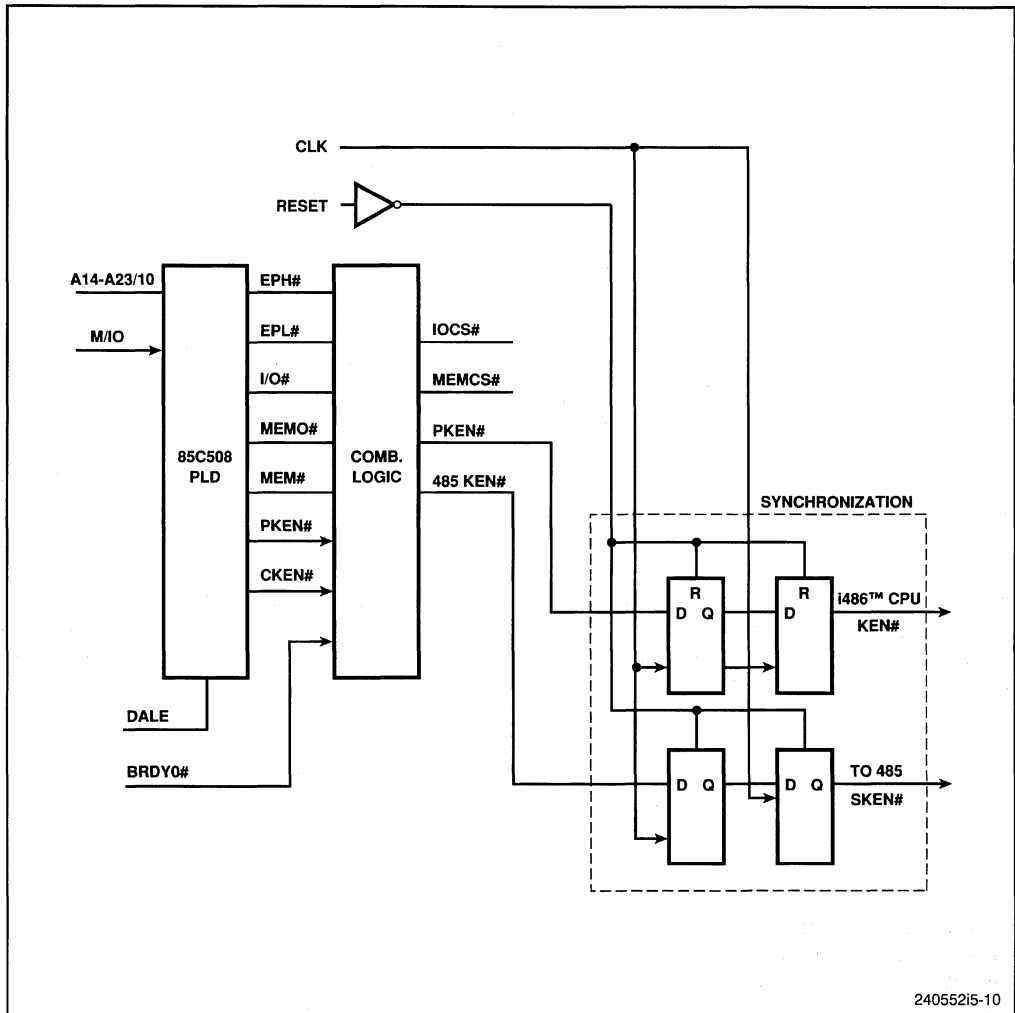 CLK
RESET
A14-A23/10
M/IO
85C508
PLD
DALE
BRDY0#
EPH#
EPL#
I/O#
MEMO#
MEM#
PKEN#
CKEN#
COMB.
LOGIC
IOCS#
MEMCS#
PKEN#
485 KEN#
SYNCHRONIZATION
R
D Q
R
D
i486™ CPU
KEN#
D Q
D Q
TO 485
SKEN#
240552i5-10